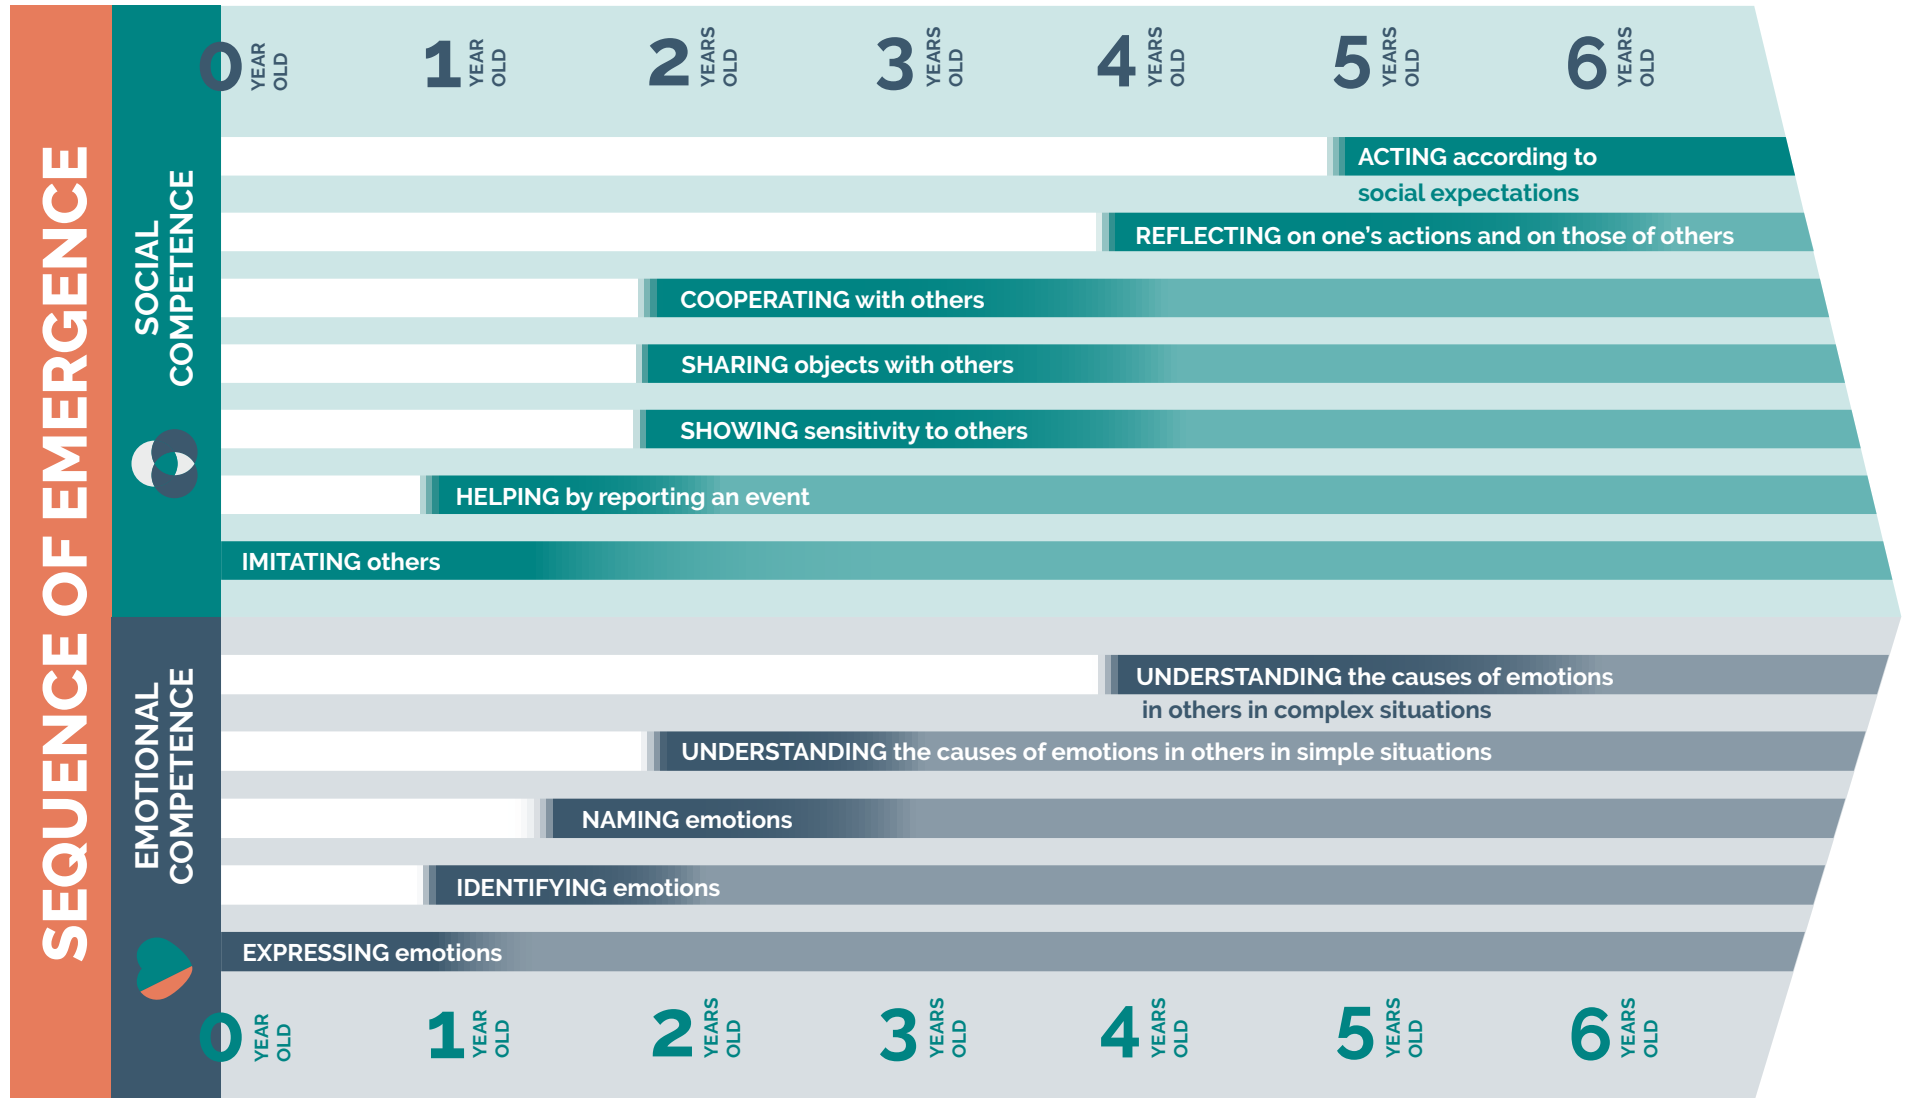 SEQUENCE OF EMERGENCE
SOCIAL
COMPETENCE
0 YEAR
OLD
1 YEAR
OLD
2 YEARS
OLD
3 YEARS
OLD
4 YEARS
OLD
5 YEARS
OLD
6 YEARS
OLD
ACTING according to
social expectations
REFLECTING on one’s actions and on those of others
COOPERATING with others
SHARING objects with others
SHOWING sensitivity to others
HELPING by reporting an event
IMITATING others
EMOTIONAL
COMPETENCE
UNDERSTANDING the causes of emotions
in others in complex situations
UNDERSTANDING the causes of emotions in others in simple situations
NAMING emotions
IDENTIFYING emotions
EXPRESSING emotions
0 YEAR
OLD
1 YEAR
OLD
2 YEARS
OLD
3 YEARS
OLD
4 YEARS
OLD
5 YEARS
OLD
6 YEARS
OLD